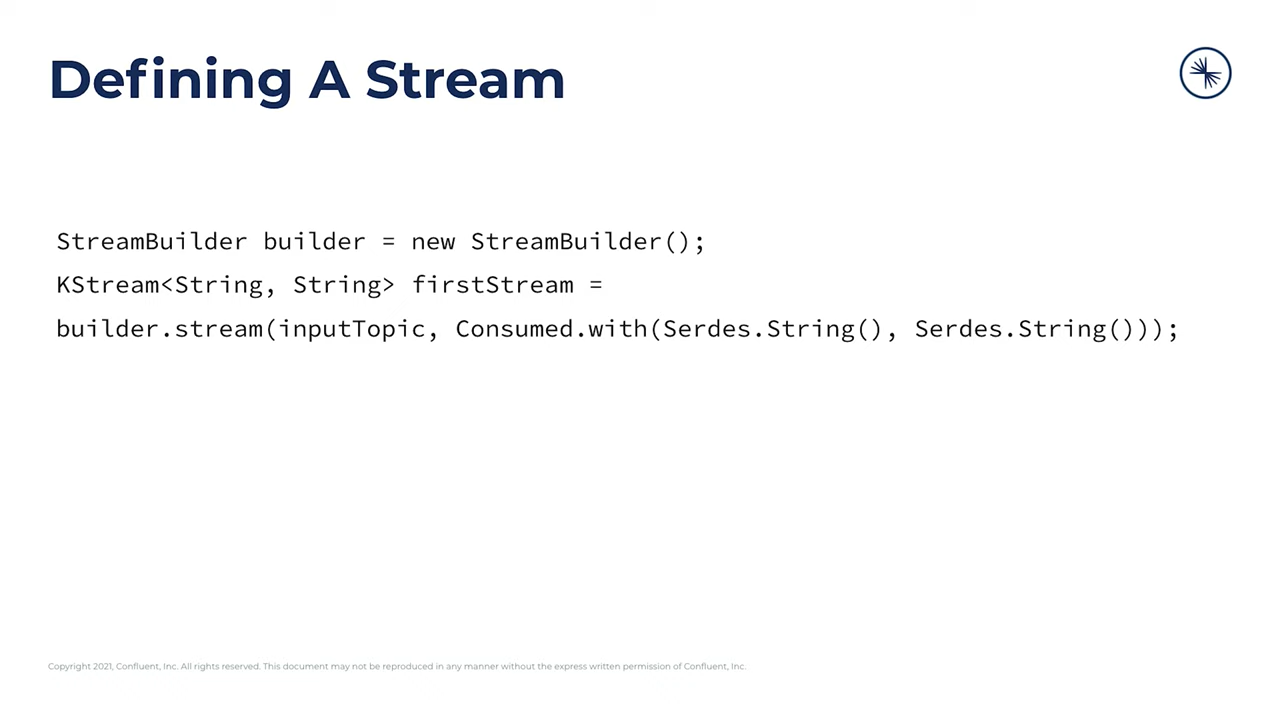 Defining A Stream
StreamBuilder builder = new StreamBuilder();
KStream<String, String> firstStream =
builder.stream(inputTopic, Consumed.with(Serdes.String(), Serdes.String()));
Copyright 2021, Confluent, Inc. All rights reserved. This document may not be reproduced in any manner without the express written permission of Confluent, Inc.